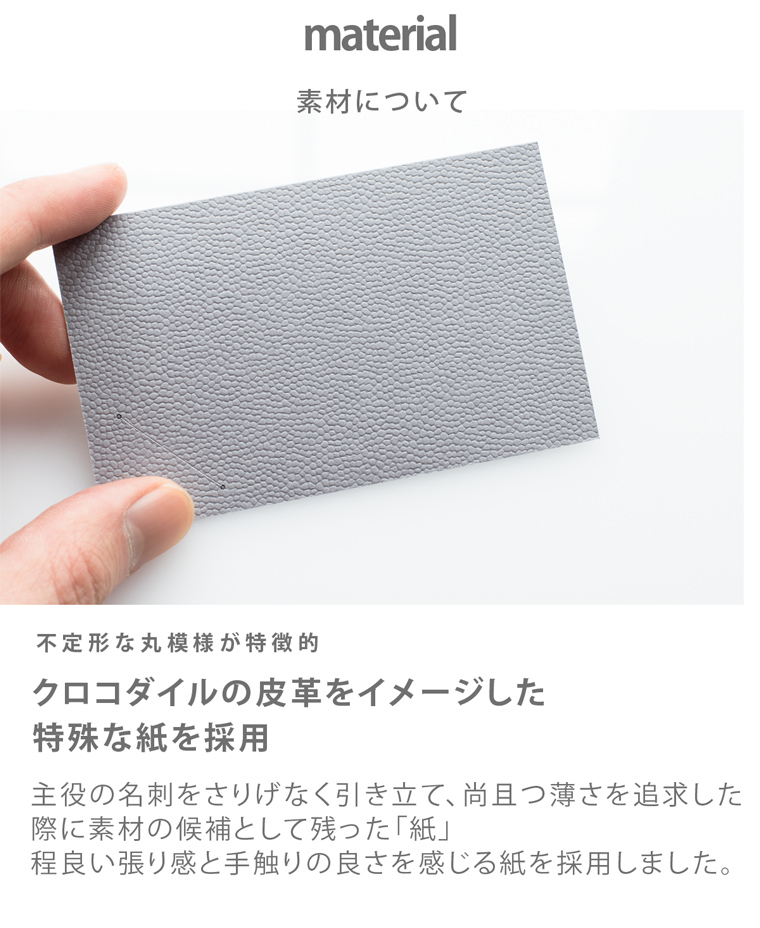 material
素材について
不定形な丸模様が特徴的
クロコダイルの皮革をイメージした
特殊な紙を採用
主役の名刺をさりげなく引き立て、尚且つ薄さを追求した
際に素材の候補として残った「紙」
程良い張り感と手触りの良さを感じる紙を採用しました。